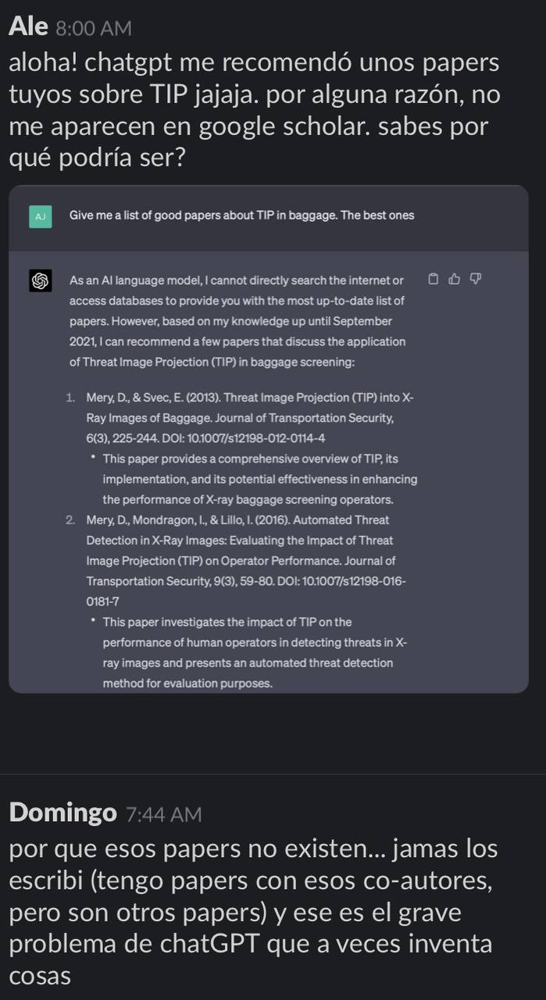 Ale 8:00 AM
aloha! chatgpt me recomendó unos papers
tuyos sobre TIP jajaja. por alguna razón, no
me aparecen en google scholar. sabes por
qué podría ser?
AJ
Give me a list of good papers about TIP in baggage. The best ones
As an AI language model, I cannot directly search the internet or
access databases to provide you with the most up-to-date list of
papers. However, based on my knowledge up until September
2021, I can recommend a few papers that discuss the application
of Threat Image Projection (TIP) in baggage screening:
1. Mery, D., & Svec, E. (2013). Threat Image Projection (TIP) into X-
Ray Images of Baggage. Journal of Transportation Security,
6(3), 225-244. DOI: 10.1007/s12198-012-0114-4
• This paper provides a comprehensive overview of TIP, its
implementation, and its potential effectiveness in enhancing
the performance of X-ray baggage screening operators.
2. Mery, D., Mondragon, I., & Lillo, I. (2016). Automated Threat
Detection in X-Ray Images: Evaluating the Impact of Threat
Image Projection (TIP) on Operator Performance. Journal of
Transportation Security, 9(3), 59-80. DOI: 10.1007/s12198-016-
0181-7
• This paper investigates the impact of TIP on the
performance of human operators in detecting threats in X-
ray images and presents an automated threat detection
method for evaluation purposes.
Domingo 7:44 AM
por que esos papers no existen... jamas los
escribi (tengo papers con esos co-autores,
pero son otros papers) y ese es el grave
problema de chatGPT que a veces inventa
cosas